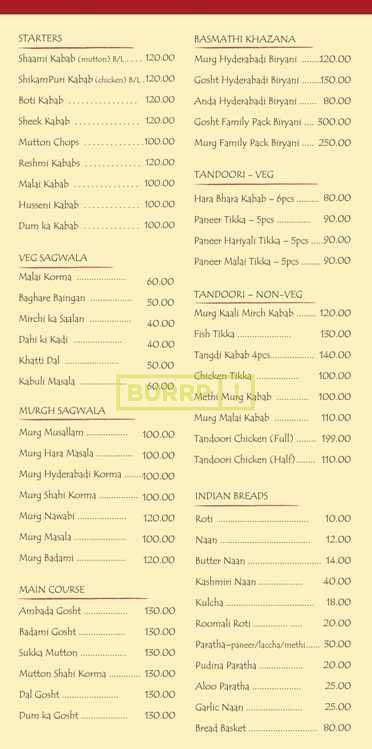 STARTERS
Shaami Kabab (mutton) B/L..... 120.00
ShikamPuri Kabab (chicken) B/L .120.00
Boti Kabab ............... 120.00
Sheek Kabab .............. 120.00
Mutton Chops .............100.00
Reshmi Kababs ............ 120.00
Malai Kabab .............. 100.00
Husseni Kabab ............ 100.00
Dum ka Kabab ............ 100.00
VEG SAGWALA
Malai Korma .................... 60.00
Baghare Baingan ................. 50.00
Mirchi ka Saalan ................. 40.00
Dahi ki Kadi .................... 40.00
Khatti Dal ...................... 50.00
Kabuli Masala ................... 60.00
MURGH SAGWALA
Murg Musallam ................. 100.00
Murg Hara Masala ............... 100.00
Murg Hyderabadi Korma .......100.00
Murg Shahi Korma ................ 100.00
Murg Nawabi .................... 120.00
Murg Masala ..................... 100.00
Murg Badami .................... 120.00
MAIN COURSE
Ambada Gosht .................. 130.00
Badami Gosht ................... 130.00
Sukka Mutton ................... 130.00
Mutton Shahi Korma ............. 130.00
Dal Gosht ....................... 130.00
Dum ka Gosht ................... 130.00
BASMATHI KHAZANA
Murg Hyderabadi Biryani .......120.00
Gosht Hyderabadi Biryani .......130.00
Anda Hyderabadi Biryani ....... 80.00
Gosht Family Pack Biryani .... 300.00
Murg Family Pack Biryani ..... 250.00
TANDOORI - VEG
Hara Bhara Kabab - 6pcs ......... 80.00
Paneer Tikka - 5pcs .............. 90.00
Paneer Hariyali Tikka - 5pcs .....90.00
Paneer Malai Tikka - 5pcs ........ 90.00
TANDOORI - NON-VEG
Murg Kaali Mirch Kabab ........ 120.00
Fish Tikka ...................... 130.00
Tangdi Kabab 4pcs.................. 140.00
Chicken Tikka .................. 100.00
Methi Murg Kabab ............. 100.00
Murg Malai Kabab .............. 110.00
Tandoori Chicken (Full) ........ 199.00
Tandoori Chicken (Half)........ 110.00
INDIAN BREADS
Roti ..................................... 10.00
Naan ..................................... 12.00
Butter Naan ............................. 14.00
Kashmiri Naan .................. 40.00
Kulcha ................................... 18.00
Roomali Roti .............. ..... 20.00
Paratha-paneer/laccha/methi...... 30.00
Pudina Paratha .................. 20.00
Aloo Paratha .................... 25.00
Garlic Naan ...................... 25.00
Bread Basket ........................... 80.00
BURRP !